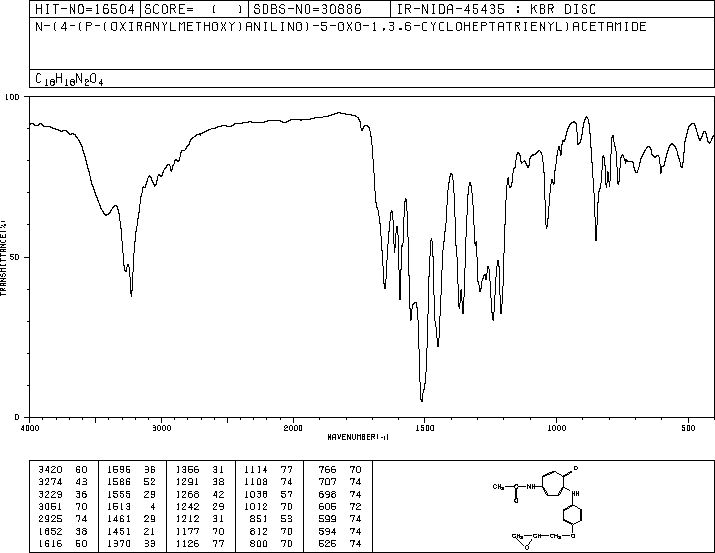 HIT-NO=16504 SCORE= ( ) SDBS-NO=30886 IR-NIDA-45435 : KBR DISC
N-(4-(P-(OXIRANYLMETHOXY)ANILINO)-5-OXO-1,3,6-CYCLOHEPTATRIENYL)ACETAMIDE
C18H18N2O4
100
50
0
TRANSMITTANCE(%)
4000 3000 2000 1500 1000 500
WAVENUMBER(-1)
3420 60 1595 36 1366 31 1114 77 766 70
3274 43 1586 52 1291 38 1108 74 707 74
3229 36 1555 29 1268 42 1038 57 698 74
3051 70 1513 4 1242 29 1012 70 605 72
2925 74 1461 29 1212 31 851 53 599 74
1652 38 1451 21 1177 70 812 70 594 74
1616 50 1370 33 1126 77 800 70 525 74
O
CH3 C NH
O
NH
CH2 CH CH2 O
O